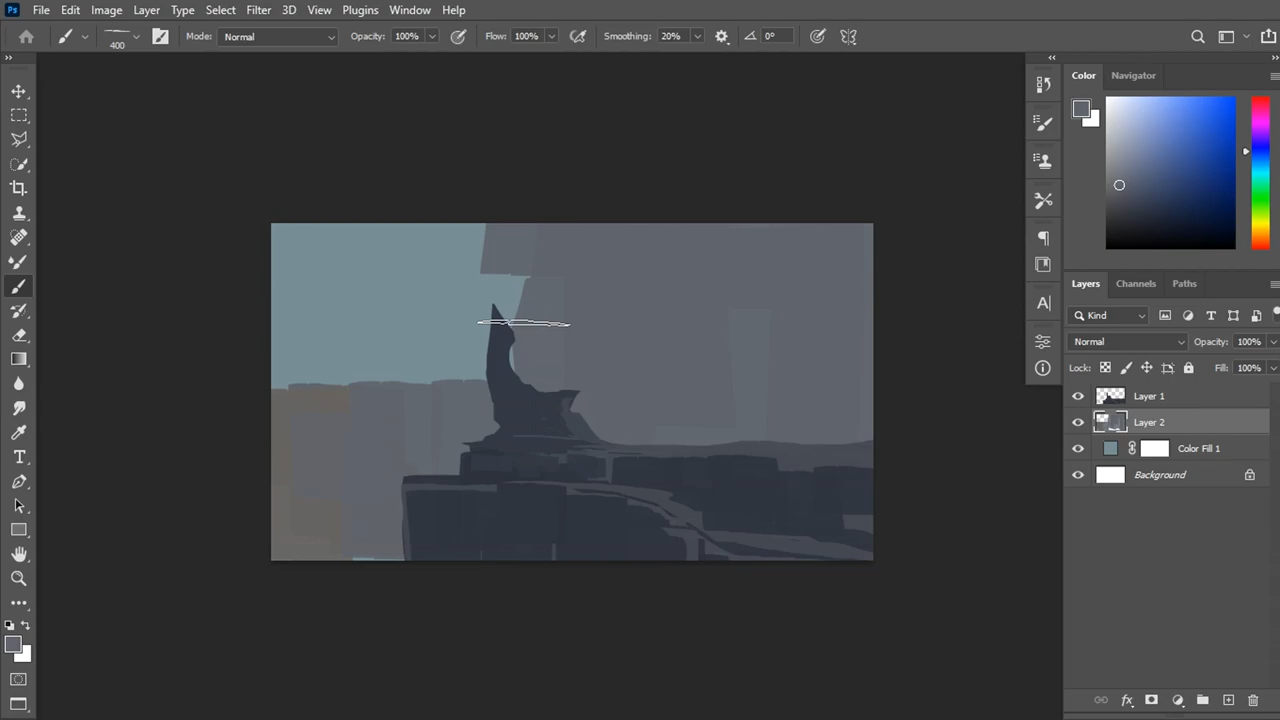 Ps File Edit Image Layer Type Select Filter 3D View Plugins Window Help
400 Mode: Normal Opacity: 100% Flow: 100% Smoothing: 20% 0°
Color Navigator
Layers Channels Paths
Kind
Normal Opacity: 100%
Lock: Fill: 100%
Layer 1
Layer 2
Color Fill 1
Background